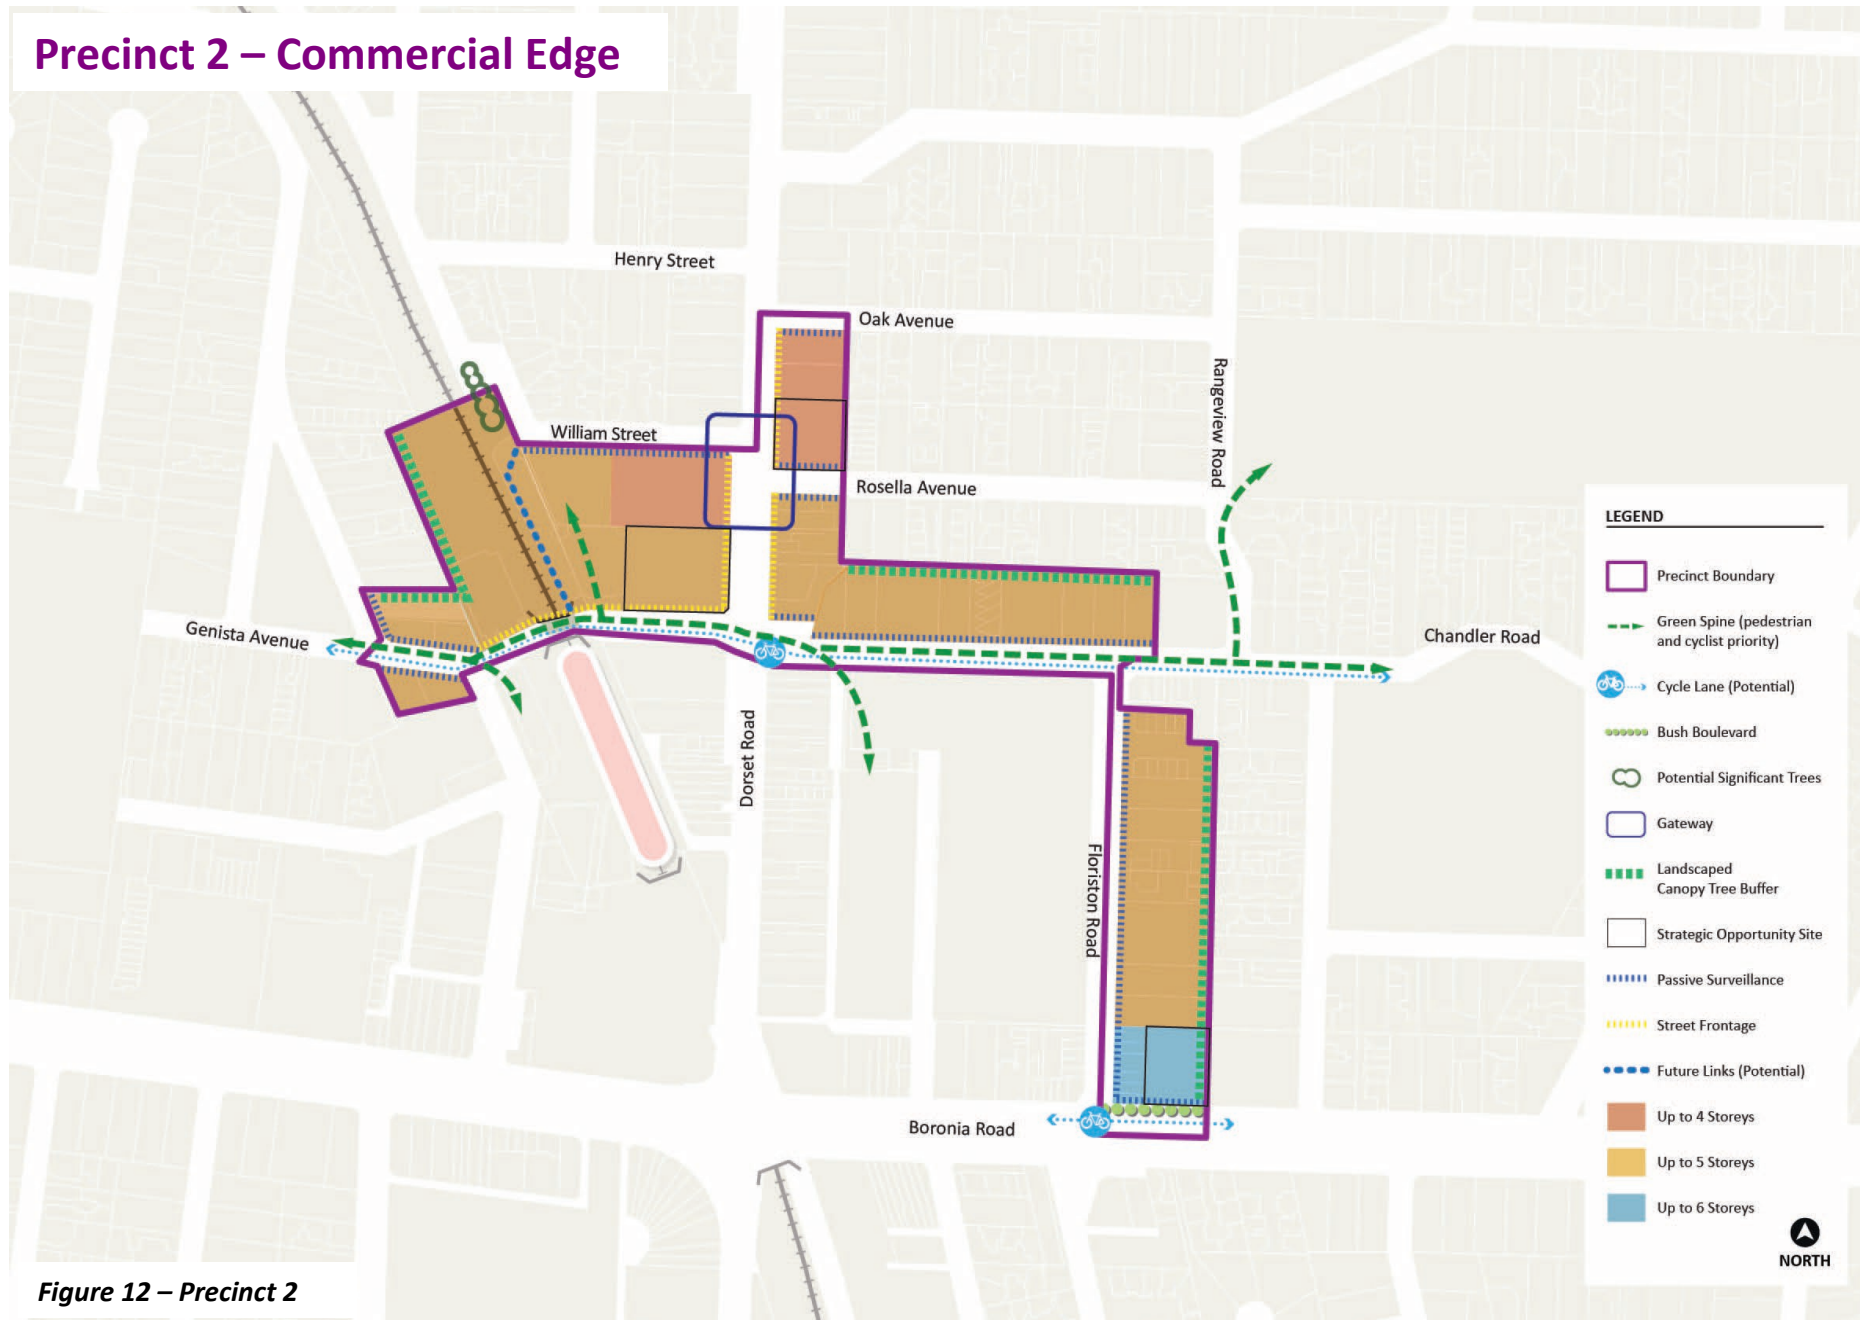 Precinct 2 – Commercial Edge
Henry Street
Oak Avenue
Rangeview Road
William Street
Rosella Avenue
Genista Avenue
Chandler Road
Dorset Road
Floriston Road
Boronia Road
LEGEND
Precinct Boundary
Green Spine (pedestrian
and cyclist priority)
Cycle Lane (Potential)
Bush Boulevard
Potential Significant Trees
Gateway
Landscaped
Canopy Tree Buffer
Strategic Opportunity Site
Passive Surveillance
Street Frontage
Future Links (Potential)
Up to 4 Storeys
Up to 5 Storeys
Up to 6 Storeys
NORTH
Figure 12 – Precinct 2